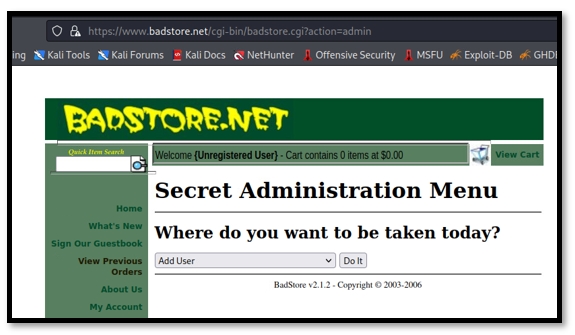 https://www.badstore.net/cgi-bin/badstore.cgi?action=admin
ing Kali Tools Kali Forums Kali Docs NetHunter Offensive Security MSFU Exploit-DB GHD
BADSTORE.NET
Quick Item Search
Welcome {Unregistered User} - Cart contains 0 items at $0.00
View Cart
Secret Administration Menu
Home
What's New
Sign Our Guestbook
View Previous
Orders
About Us
My Account
Where do you want to be taken today?
Add User Do It
BadStore v2.1.2 - Copyright © 2003-2006